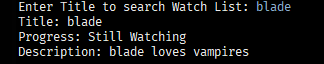 Enter Title to search Watch List: blade
Title: blade
Progress: Still Watching
Description: blade loves vampires